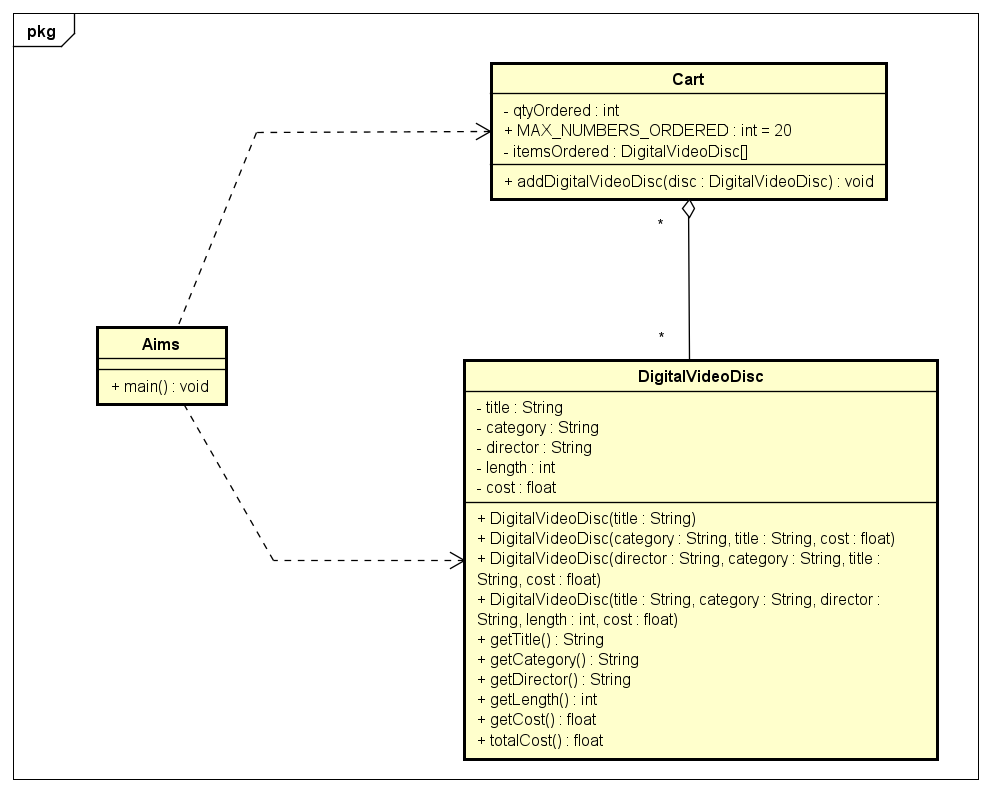 pkg
Cart
- qtyOrdered : int
+ MAX_NUMBERS_ORDERED : int = 20
- itemsOrdered : DigitalVideoDisc[]
+ addDigitalVideoDisc(disc : DigitalVideoDisc) : void
*
*
Aims
+ main() : void
DigitalVideoDisc
- title : String
- category : String
- director : String
- length : int
- cost : float
+ DigitalVideoDisc(title : String)
+ DigitalVideoDisc(category : String, title : String, cost : float)
+ DigitalVideoDisc(director : String, category : String, title :
String, cost : float)
+ DigitalVideoDisc(title : String, category : String, director :
String, length : int, cost : float)
+ getTitle() : String
+ getCategory() : String
+ getDirector() : String
+ getLength() : int
+ getCost() : float
+ totalCost() : float